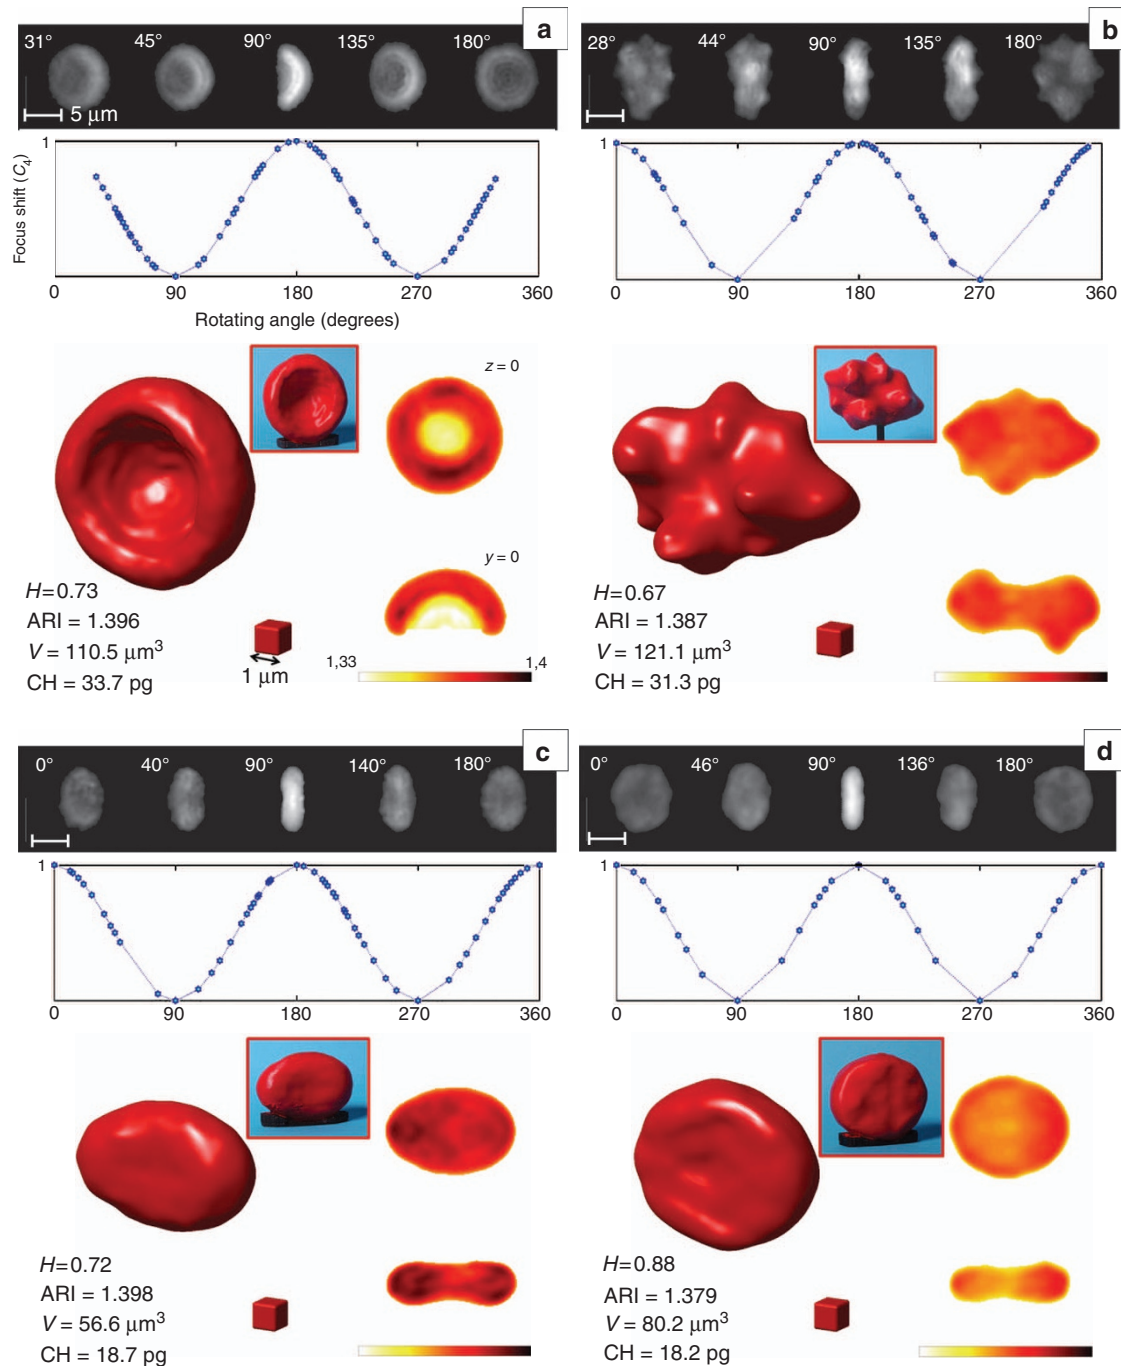 a
31° 45° 90° 135° 180°
5 μm
1
Focus shift (C4)
0 90 180 270 360
Rotating angle (degrees)
z = 0
y = 0
H=0.73
ARI = 1.396
V = 110.5 μm³
CH = 33.7 pg
1 μm
1,33 1,4
b
28° 44° 90° 135° 180°
1
0 90 180 270 360
H=0.67
ARI = 1.387
V = 121.1 μm³
CH = 31.3 pg
c
0° 40° 90° 140° 180°
1
0 90 180 270 360
H=0.72
ARI = 1.398
V = 56.6 μm³
CH = 18.7 pg
d
0° 46° 90° 136° 180°
1
0 90 180 270 360
H=0.88
ARI = 1.379
V = 80.2 μm³
CH = 18.2 pg